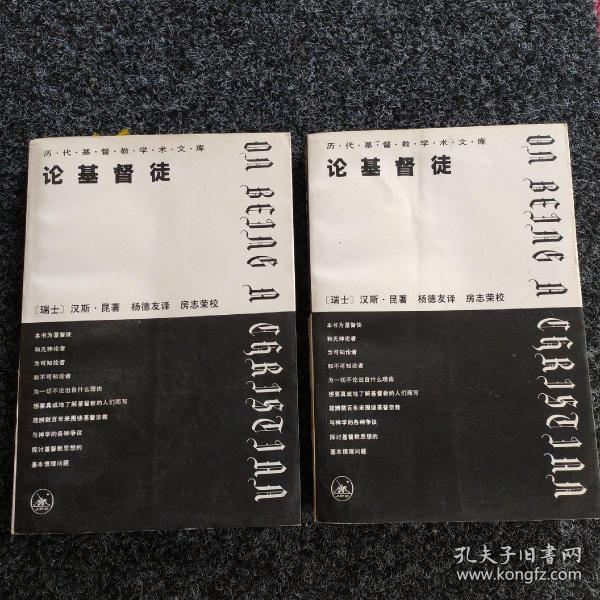 历·代·基·督·教·学·术·文·库
论基督徒
ON BEING A CHRISTIAN
〔瑞士〕汉斯·昆著 杨德友译 房志荣校
本书为基督徒
和无神论者
为可知论者
和不可知论者
为一切不论出自什么理由
想要真诚地了解基督教的人们而写
踏拂数百年来围绕基督宗教
与神学的各种争议
探讨基督教思想的
基本情理问题
历·代·基·督·教·学·术·文·库
论基督徒
ON BEING A CHRISTIAN
〔瑞士〕汉斯·昆著 杨德友译 房志荣校
本书为基督徒
和无神论者
为可知论者
和不可知论者
为一切不论出自什么理由
想要真诚地了解基督教的人们而写
数百年来围绕基督宗教
与神学的各种争议
探讨基督教思想的
基本情理问题
孔夫子旧书网
www.kongfz.com